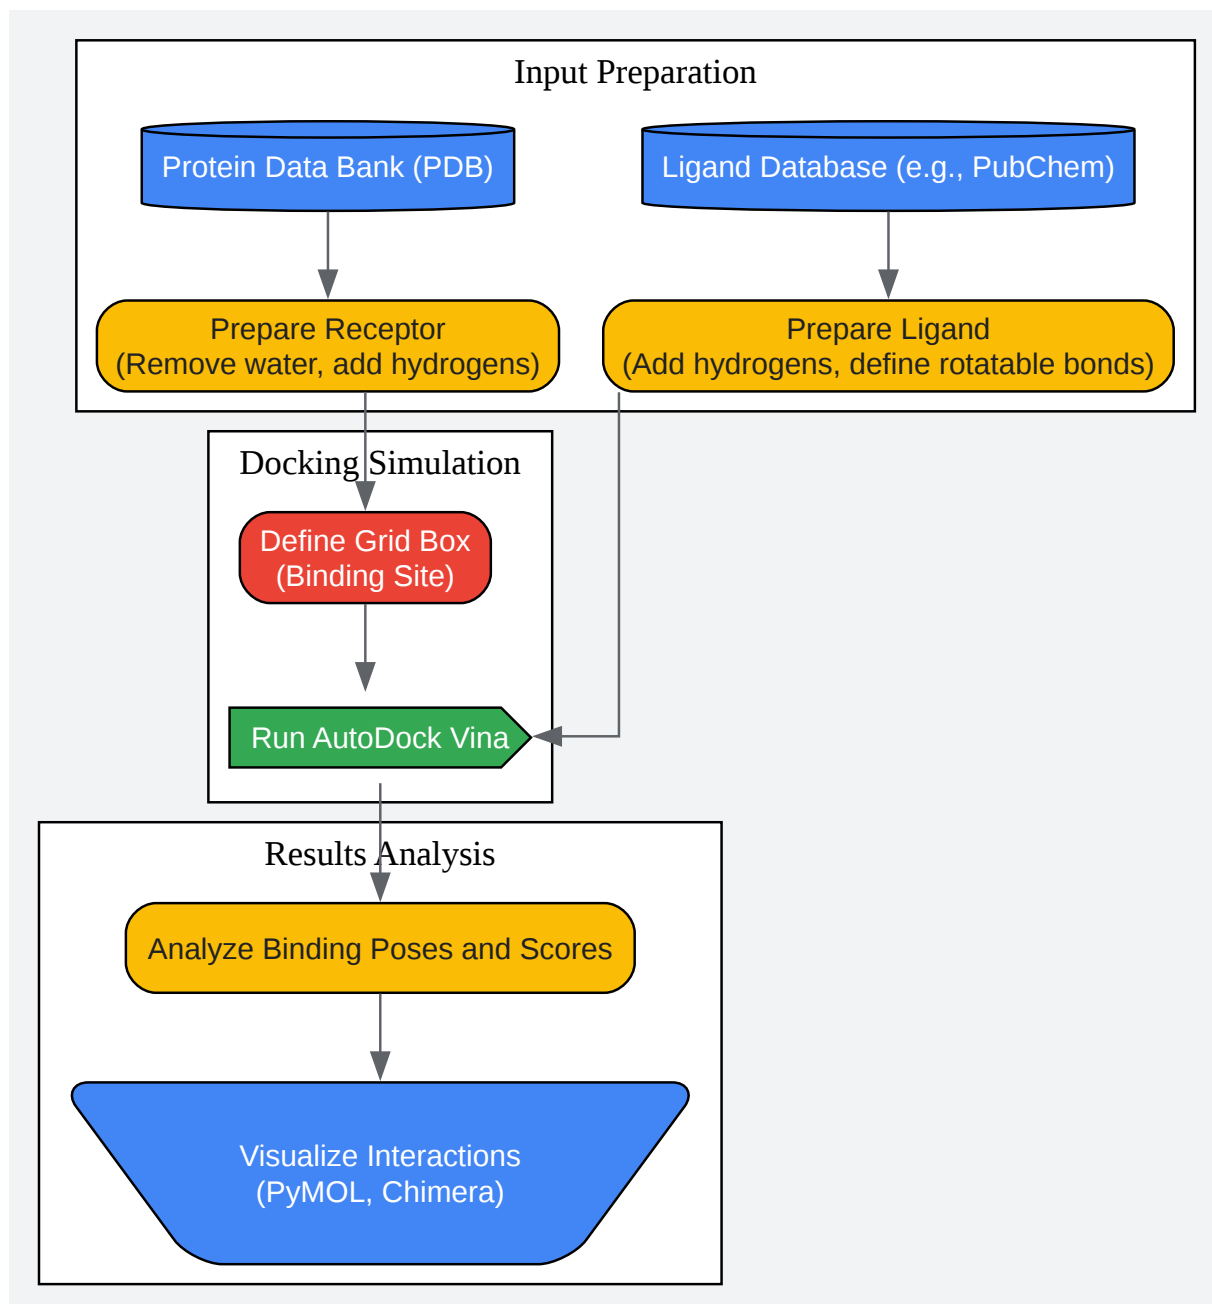 Input Preparation
Protein Data Bank (PDB)
Ligand Database (e.g., PubChem)
Prepare Receptor
(Remove water, add hydrogens)
Prepare Ligand
(Add hydrogens, define rotatable bonds)
Docking Simulation
Define Grid Box
(Binding Site)
Run AutoDock Vina
Results Analysis
Analyze Binding Poses and Scores
Visualize Interactions
(PyMOL, Chimera)